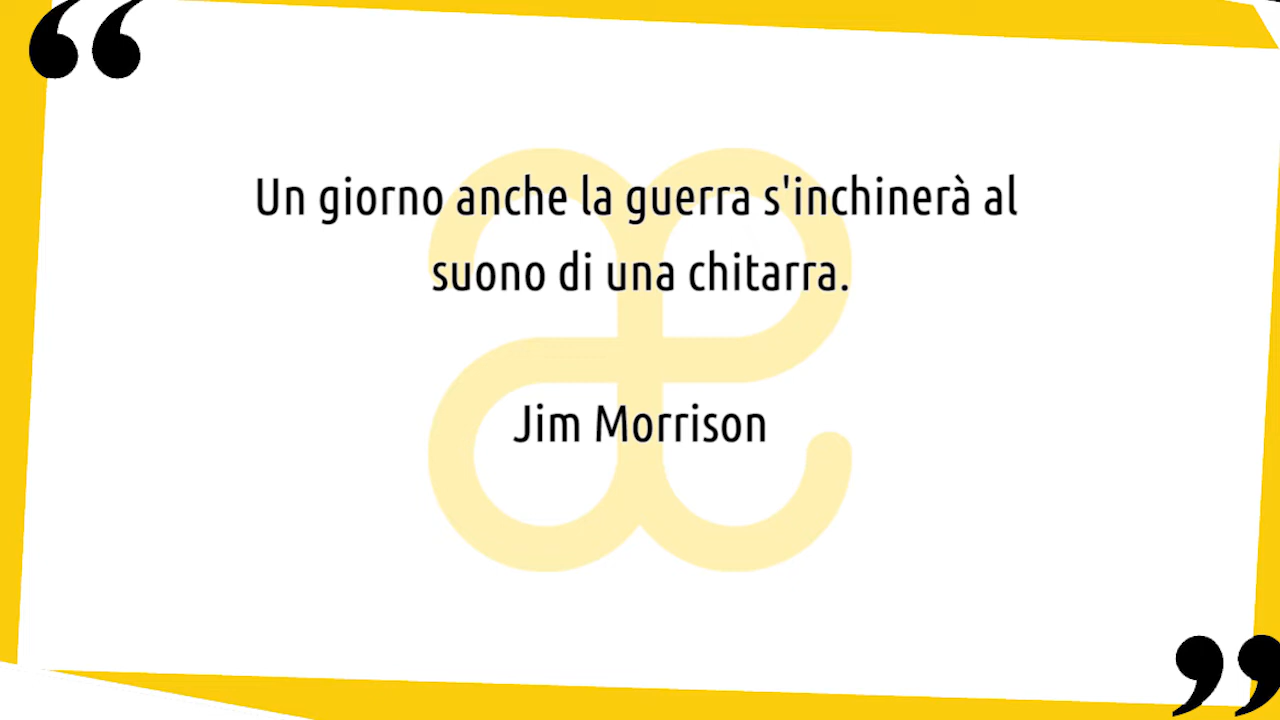 “
Un giorno anche la guerra s'inchinerà al
suono di una chitarra.
Jim Morrison
”